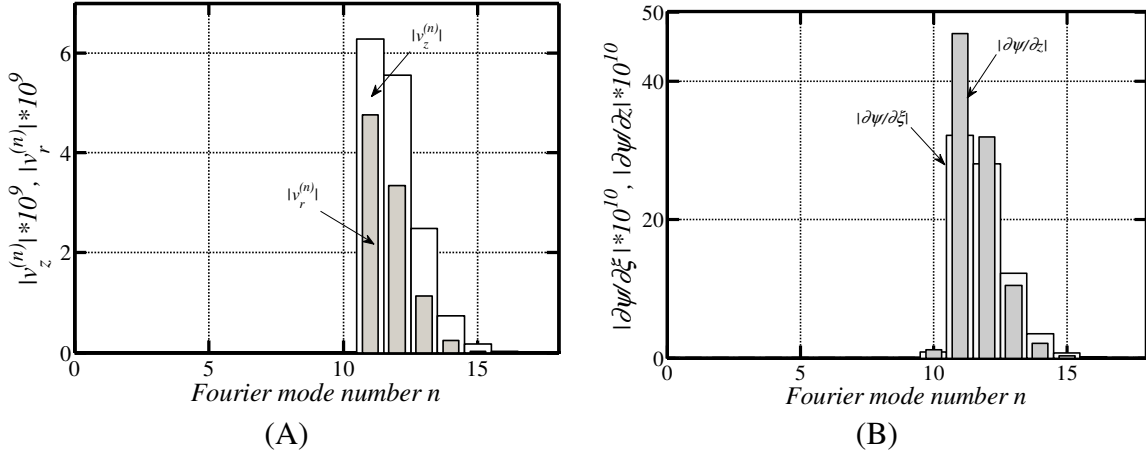 |v_z^(n)|*10^9, |v_r^(n)|*10^9
6
4
2
0
|v_z^(n)|
|v_r^(n)|
0 5 10 15
Fourier mode number n
(A)
|∂ψ/∂ξ|*10^10, |∂ψ/∂z|*10^10
50
40
20
0
|∂ψ/∂z|
|∂ψ/∂ξ|
0 5 10 15
Fourier mode number n
(B)